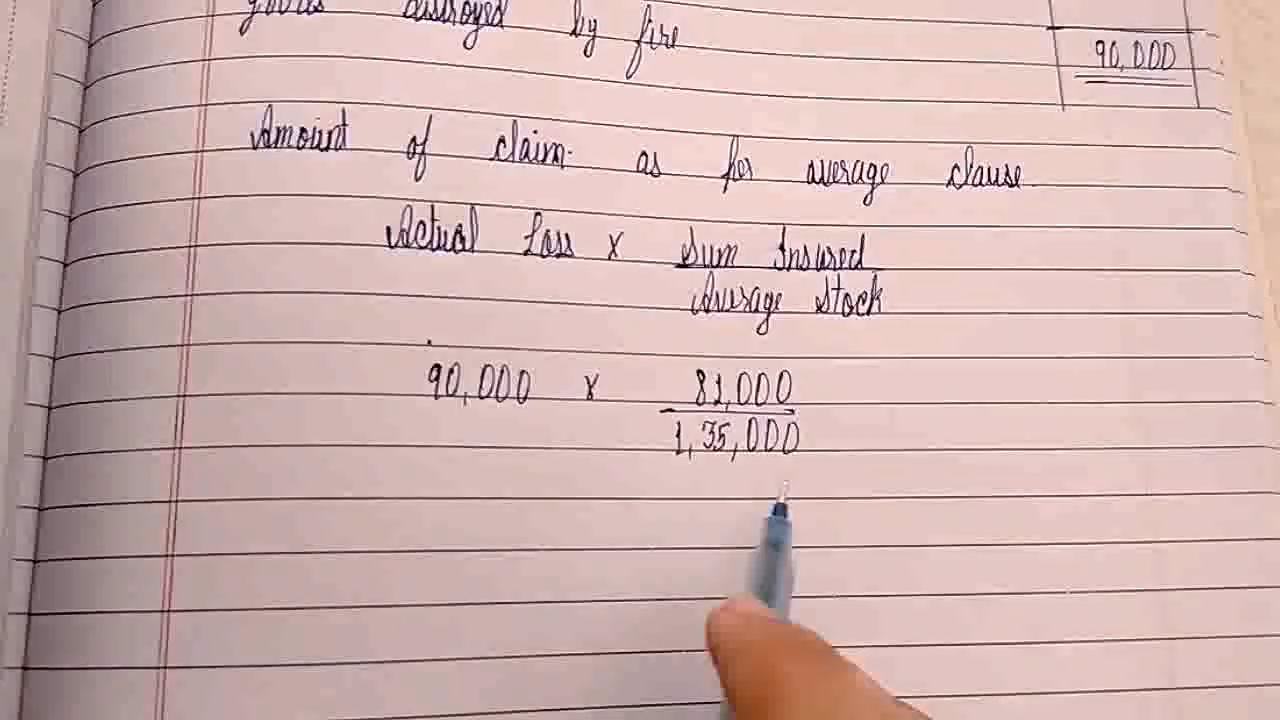 goods destroyed by fire
90,000
Amount of claim as per average clause
Actual Loss x Sum Insured
Average Stock
90,000 x 81,000
1,35,000